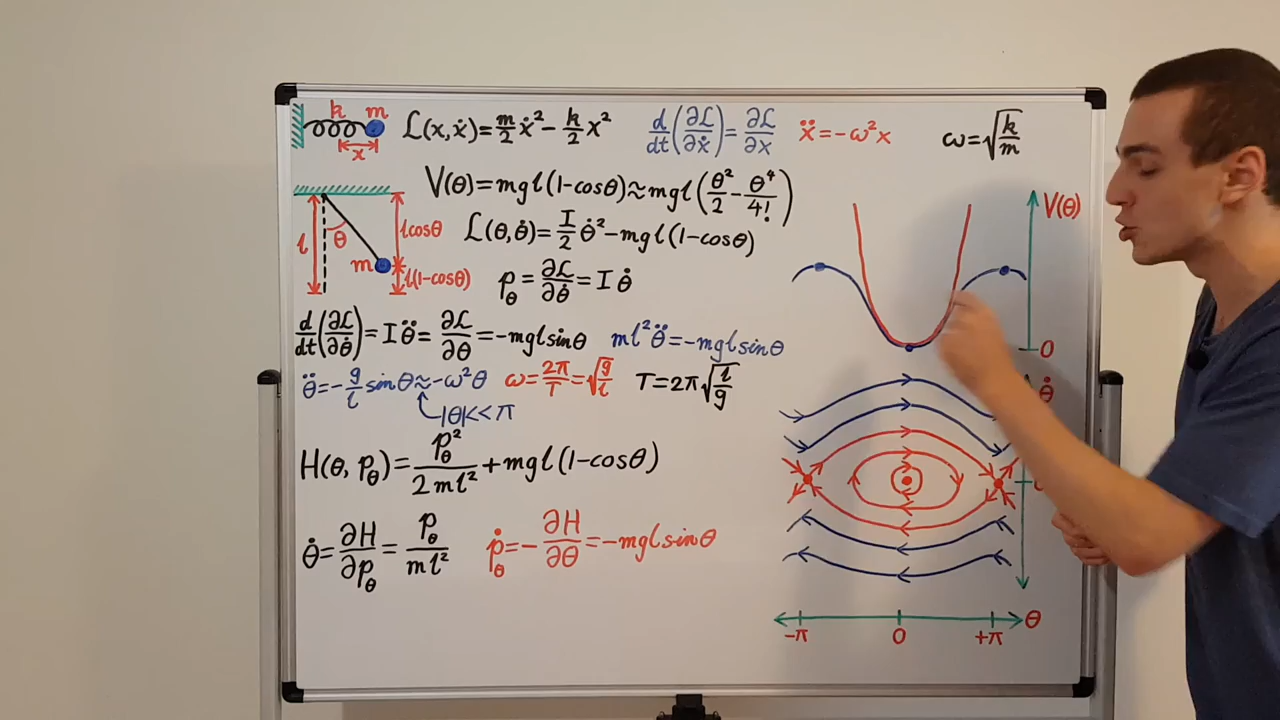 k m
x
L(x,ẋ)=m/2 ẋ²-k/2 x²
d/dt(∂L/∂ẋ)=∂L/∂x
ẍ=-ω²x
ω=√(k/m)
V(θ)=mgl(1-cosθ)≈mgl(θ²/2-θ⁴/4!)
l θ m lcosθ l(1-cosθ)
L(θ,θ̇)=I/2 θ̇²-mgl(1-cosθ)
p_θ=∂L/∂θ̇=I θ̇
d/dt(∂L/∂θ̇)=Iθ̈=∂L/∂θ=-mglsinθ
ml²θ̈=-mglsinθ
θ̈=-g/l sinθ≈-ω²θ
ω=2π/T=√(g/l)
T=2π√(l/g)
|θ|<<π
H(θ,p_θ)=p_θ²/2ml²+mgl(1-cosθ)
θ̇=∂H/∂p_θ=p_θ/ml²
ṗ_θ=-∂H/∂θ=-mglsinθ
V(θ)
0
θ̇
-π 0 +π θ